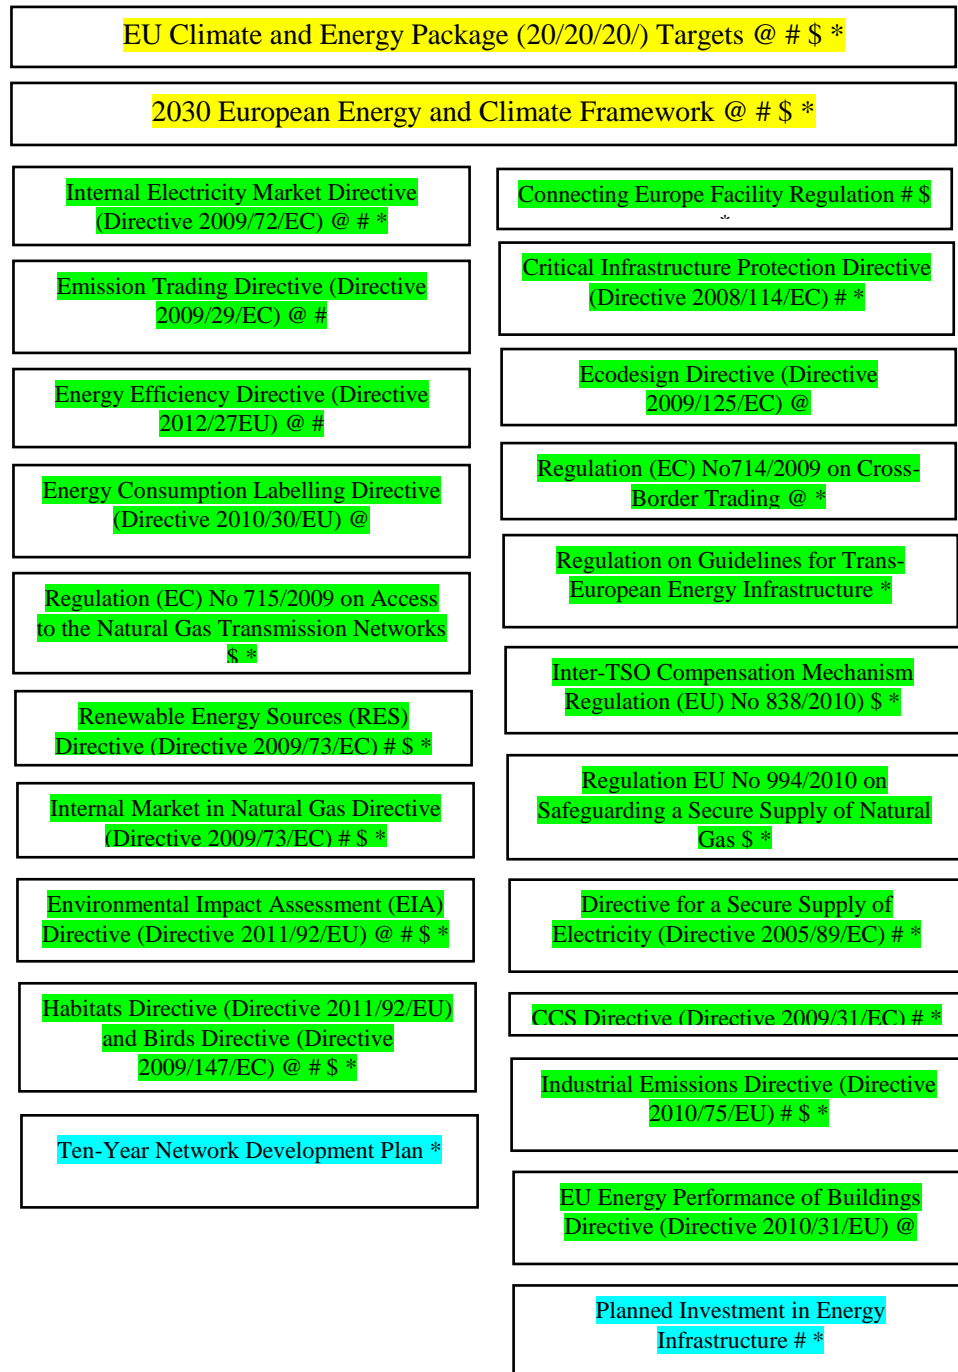 EU Climate and Energy Package (20/20/20/) Targets @ # $ *
2030 European Energy and Climate Framework @ # $ *
Internal Electricity Market Directive
(Directive 2009/72/EC) @ # *
Emission Trading Directive (Directive
2009/29/EC) @ #
Energy Efficiency Directive (Directive
2012/27EU) @ #
Energy Consumption Labelling Directive
(Directive 2010/30/EU) @
Regulation (EC) No 715/2009 on Access
to the Natural Gas Transmission Networks
$ *
Renewable Energy Sources (RES)
Directive (Directive 2009/73/EC) # $ *
Internal Market in Natural Gas Directive
(Directive 2009/73/EC) # $ *
Environmental Impact Assessment (EIA)
Directive (Directive 2011/92/EU) @ # $ *
Habitats Directive (Directive 2011/92/EU)
and Birds Directive (Directive
2009/147/EC) @ # $ *
Ten-Year Network Development Plan *
Connecting Europe Facility Regulation # $
*
Critical Infrastructure Protection Directive
(Directive 2008/114/EC) # *
Ecodesign Directive (Directive
2009/125/EC) @
Regulation (EC) No714/2009 on Cross-
Border Trading @ *
Regulation on Guidelines for Trans-
European Energy Infrastructure *
Inter-TSO Compensation Mechanism
Regulation (EU) No 838/2010) $ *
Regulation EU No 994/2010 on
Safeguarding a Secure Supply of Natural
Gas $ *
Directive for a Secure Supply of
Electricity (Directive 2005/89/EC) # *
CCS Directive (Directive 2009/31/EC) # *
Industrial Emissions Directive (Directive
2010/75/EU) # $ *
EU Energy Performance of Buildings
Directive (Directive 2010/31/EU) @
Planned Investment in Energy
Infrastructure # *